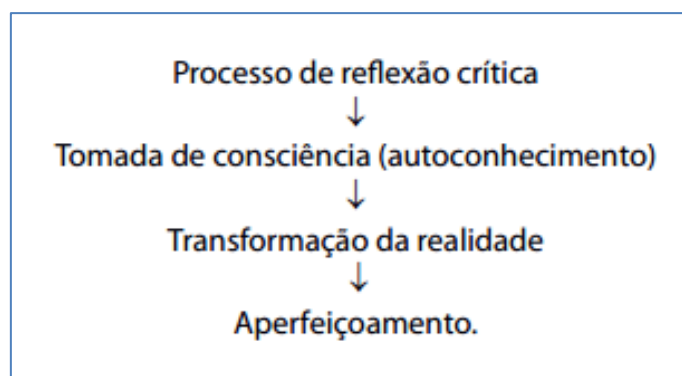 Processo de reflexão crítica
↓
Tomada de consciência (autoconhecimento)
↓
Transformação da realidade
↓
Aperfeiçoamento.